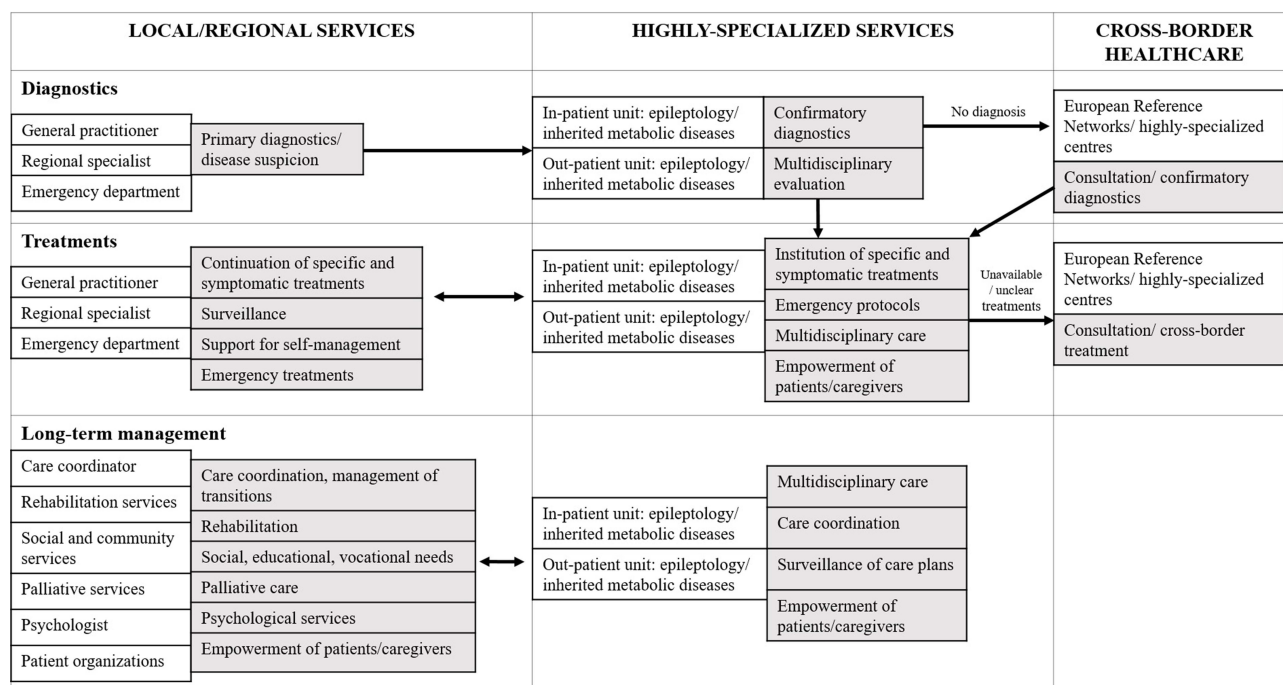 LOCAL/REGIONAL SERVICES
HIGHLY-SPECIALIZED SERVICES
CROSS-BORDER
HEALTHCARE
Diagnostics
General practitioner
Regional specialist
Emergency department
Primary diagnostics/
disease suspicion
In-patient unit: epileptology/
inherited metabolic diseases
Out-patient unit: epileptology/
inherited metabolic diseases
Confirmatory
diagnostics
Multidisciplinary
evaluation
No diagnosis
European Reference
Networks/ highly-specialized
centres
Consultation/ confirmatory
diagnostics
Treatments
General practitioner
Regional specialist
Emergency department
Continuation of specific and
symptomatic treatments
Surveillance
Support for self-management
Emergency treatments
In-patient unit: epileptology/
inherited metabolic diseases
Out-patient unit: epileptology/
inherited metabolic diseases
Institution of specific and
symptomatic treatments
Emergency protocols
Multidisciplinary care
Empowerment of
patients/caregivers
Unavailable
/ unclear
treatments
European Reference
Networks/ highly-specialized
centres
Consultation/ cross-border
treatment
Long-term management
Care coordinator
Rehabilitation services
Social and community
services
Palliative services
Psychologist
Patient organizations
Care coordination, management of
transitions
Rehabilitation
Social, educational, vocational needs
Palliative care
Psychological services
Empowerment of patients/caregivers
In-patient unit: epileptology/
inherited metabolic diseases
Out-patient unit: epileptology/
inherited metabolic diseases
Multidisciplinary care
Care coordination
Surveillance of care plans
Empowerment of
patients/caregivers